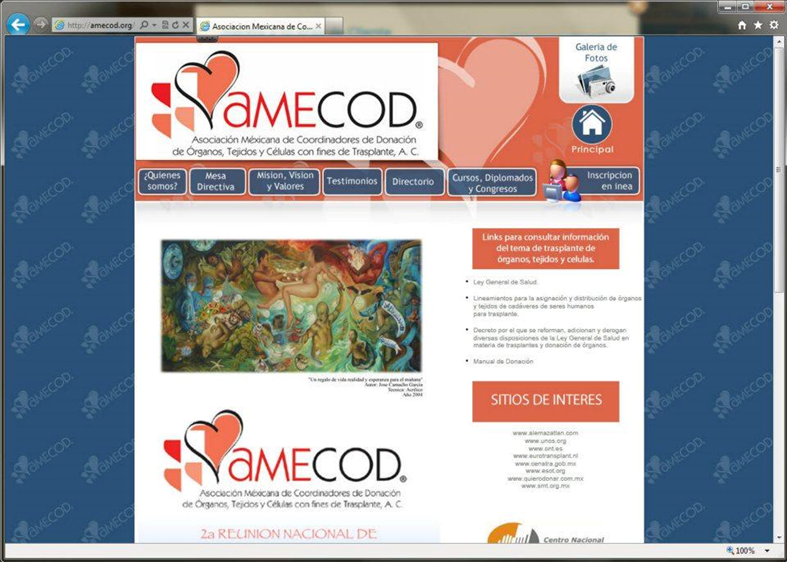 http://amecod.org/
Asociacion Mexicana de Co...
aMECOD®
Asociación Méxicana de Coordinadores de Donación
de Órganos, Tejidos y Células con fines de Trasplante, A. C.
Galeria de
Fotos
Principal
¿Quienes
somos?
Mesa
Directiva
Mision, Vision
y Valores
Testimonios
Directorio
Cursos, Diplomados
y Congresos
Inscripcion
en inea
"Un regalo de vida realidad y esperanza para el mañana"
Autor: Jose Camacho Garcia
Tecnica: Acrilico
Año 2004
aMECOD®
Asociación Méxicana de Coordinadores de Donación
de Órganos, Tejidos y Células con fines de Trasplante, A. C.
2a REUNION NACIONAL DE
Links para consultar información
del tema de trasplante de
órganos, tejidos y celulas.
Ley General de Salud.
Lineamientos para la asignación y distribución de órganos
y tejidos de cadáveres de seres humanos
para trasplante.
Decreto por el que se reforman, adicionan y derogan
diversas disposiciones de la Ley General de Salud en
materia de trasplantes y donación de órganos.
Manual de Donación
SITIOS DE INTERES
www.alemazatlan.com
www.unos.org
www.ont.es
www.eurotransplant.nl
www.cenatra.gob.mx
www.esot.org
www.quierodonar.com.mx
www.smt.org.mx
Centro Nacional
100%